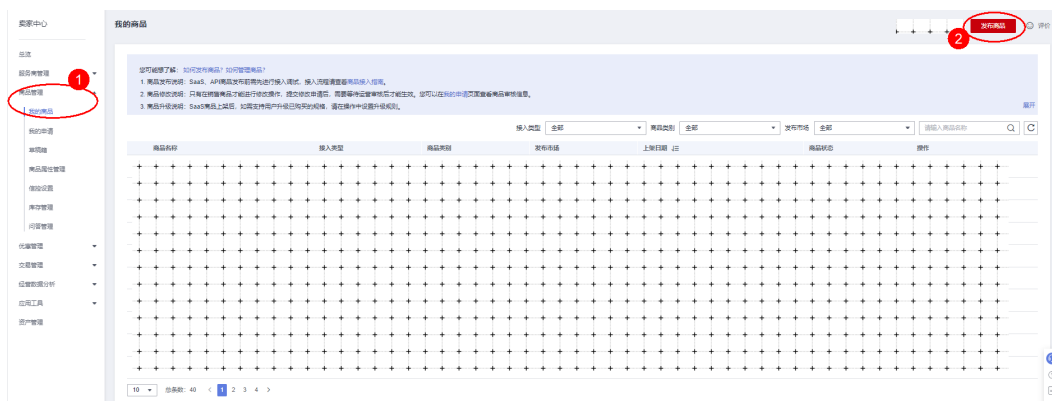 卖家中心
我的商品
发布商品
评价
2
总览
服务商管理
1
商品管理
我的商品
我的申请
草稿箱
商品属性管理
信控设置
库存管理
问答管理
优惠管理
交易管理
经营数据分析
应用工具
资产管理
您可能想了解： 如何发布商品? 如何管理商品?
1. 商品发布说明：SaaS、API商品发布前需先进行接入调试，接入流程请查看商品接入指南。
2. 商品修改说明：只有在销售商品才能进行修改操作，提交修改申请后，需要等待运营审核后才能生效。您可以在我的申请页面查看商品审核信息。
3. 商品升级说明：SaaS商品上架后，如需支持用户升级已购买的规格，请在操作中设置升级规则。
展开
接入类型 全部 商品类别 全部 发布市场 全部 请输入商品名称
商品名称 接入类型 商品类别 发布市场 上架日期 商品状态 操作
10 总条数: 40 < 1 2 3 4 >